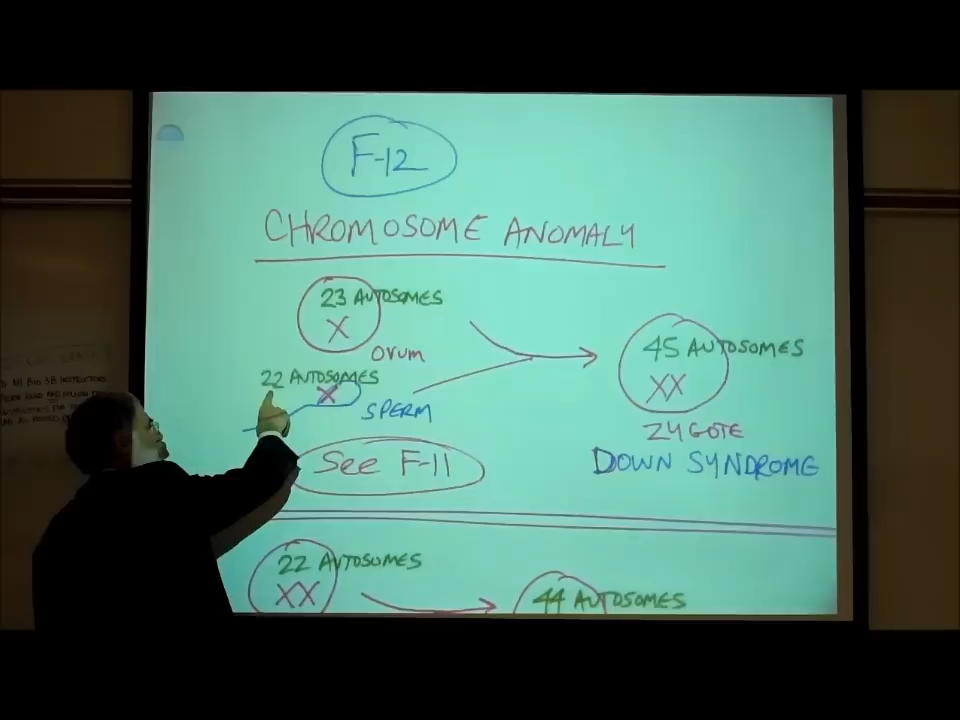 F-12
CHROMOSOME ANOMALY
23 AUTOSOMES
X
OVUM
22 AUTOSOMES
X
SPERM
45 AUTOSOMES
XX
ZYGOTE
DOWN SYNDROME
See F-11
22 AUTOSOMES
XX
44 AUTOSOMES